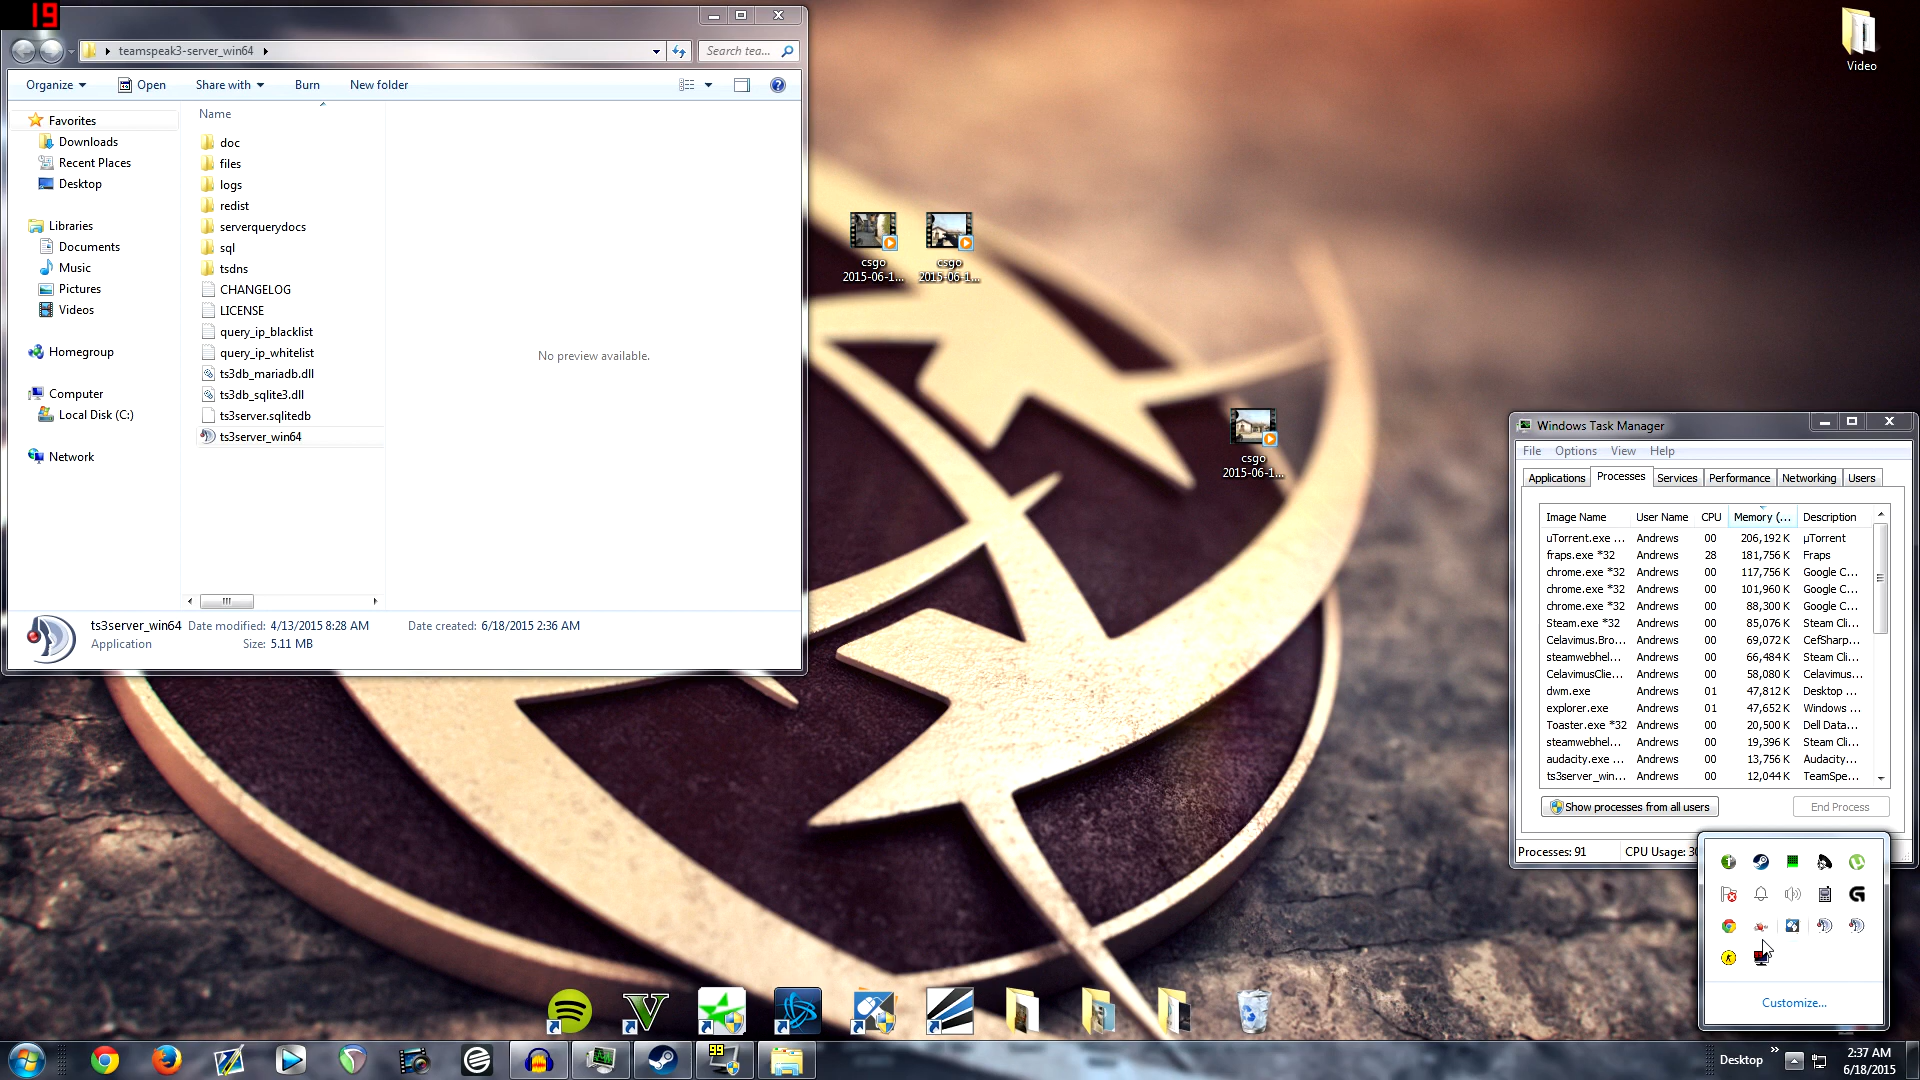 19
teamspeak3-server_win64
Search tea...
Organize
Open
Share with
Burn
New folder
Favorites
Downloads
Recent Places
Desktop
Libraries
Documents
Music
Pictures
Videos
Homegroup
Computer
Local Disk (C:)
Network
Name
doc
files
logs
redist
serverquerydocs
sql
tsdns
CHANGELOG
LICENSE
query_ip_blacklist
query_ip_whitelist
ts3db_mariadb.dll
ts3db_sqlite3.dll
ts3server.sqlitedb
ts3server_win64
No preview available.
ts3server_win64 Date modified: 4/13/2015 8:28 AM Date created: 6/18/2015 2:36 AM
Application Size: 5.11 MB
Video
csgo
2015-06-1...
csgo
2015-06-1...
csgo
2015-06-1...
Windows Task Manager
File Options View Help
Applications Processes Services Performance Networking Users
Image Name User Name CPU Memory (... Description
uTorrent.exe ... Andrews 00 206,192 K µTorrent
fraps.exe *32 Andrews 28 181,756 K Fraps
chrome.exe *32 Andrews 00 117,756 K Google C...
chrome.exe *32 Andrews 00 101,960 K Google C...
chrome.exe *32 Andrews 00 88,300 K Google C...
Steam.exe *32 Andrews 00 85,076 K Steam Cli...
Celavimus.Bro... Andrews 00 69,072 K CefSharp...
steamwebhel... Andrews 00 66,484 K Steam Cli...
CelavimusClie... Andrews 00 58,080 K Celavimus...
dwm.exe Andrews 01 47,812 K Desktop ...
explorer.exe Andrews 01 47,652 K Windows ...
Toaster.exe *32 Andrews 00 20,500 K Dell Data...
steamwebhel... Andrews 00 19,396 K Steam Cli...
audacity.exe ... Andrews 00 13,756 K Audacity...
ts3server_win... Andrews 00 12,044 K TeamSpe...
Show processes from all users
End Process
Processes: 91 CPU Usage: 30
Customize...
99
Desktop
2:37 AM
6/18/2015